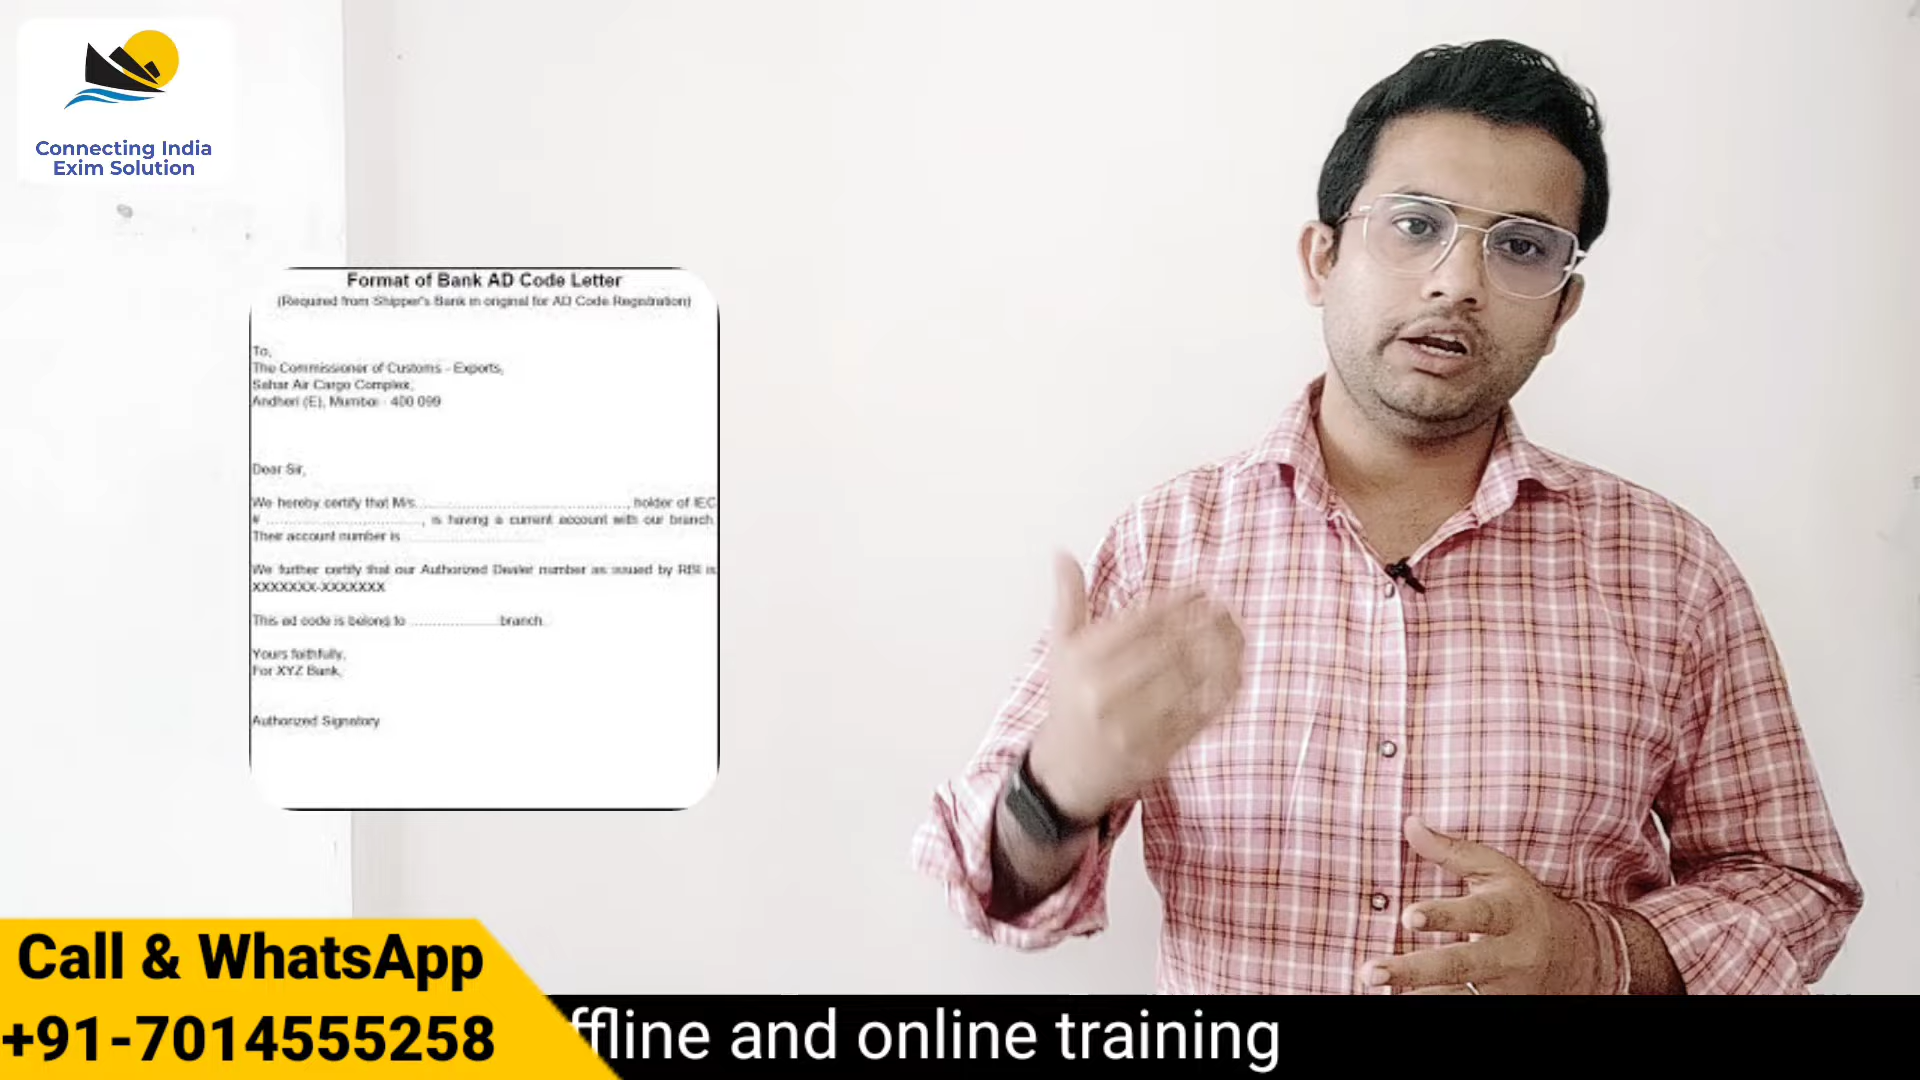 Connecting India
Exim Solution
Format of Bank AD Code Letter
(Required from Shipper's Bank in original for AD Code Registration)
To,
The Commissioner of Customs - Exports,
Sahar Air Cargo Complex,
Andheri (E), Mumbai - 400 099
Dear Sir,
We hereby certify that M/s. ............................................., holder of IEC
# ................................., is having a current account with our branch.
Their account number is .............................
We further certify that our Authorized Dealer number as issued by RBI is
XXXXXXX-XXXXXXX
This ad code is belong to .................... branch.
Yours faithfully,
For XYZ Bank,
Authorized Signatory
Call & WhatsApp
+91-7014555258
ffline and online training